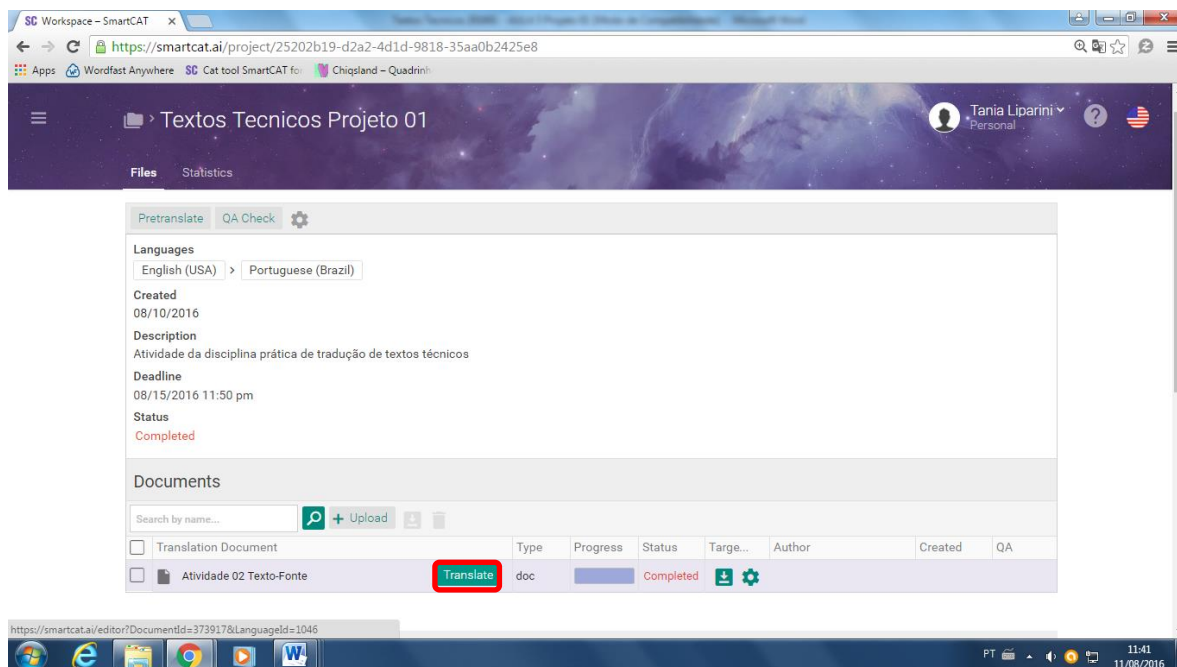 SC Workspace – SmartCAT
https://smartcat.ai/project/25202b19-d2a2-4d1d-9818-35aa0b2425e8
Apps Wordfast Anywhere SC Cat tool SmartCAT fo Chiqsland – Quadrinh
Textos Tecnicos Projeto 01
Tania Liparini
Personal
?
Files Statistics
Pretranslate QA Check
Languages
English (USA) > Portuguese (Brazil)
Created
08/10/2016
Description
Atividade da disciplina prática de tradução de textos técnicos
Deadline
08/15/2016 11:50 pm
Status
Completed
Documents
Search by name... + Upload
Translation Document Type Progress Status Targe... Author Created QA
Atividade 02 Texto-Fonte Translate doc Completed
https://smartcat.ai/editor?DocumentId=373917&LanguageId=1046
PT 11:41
11/08/2016